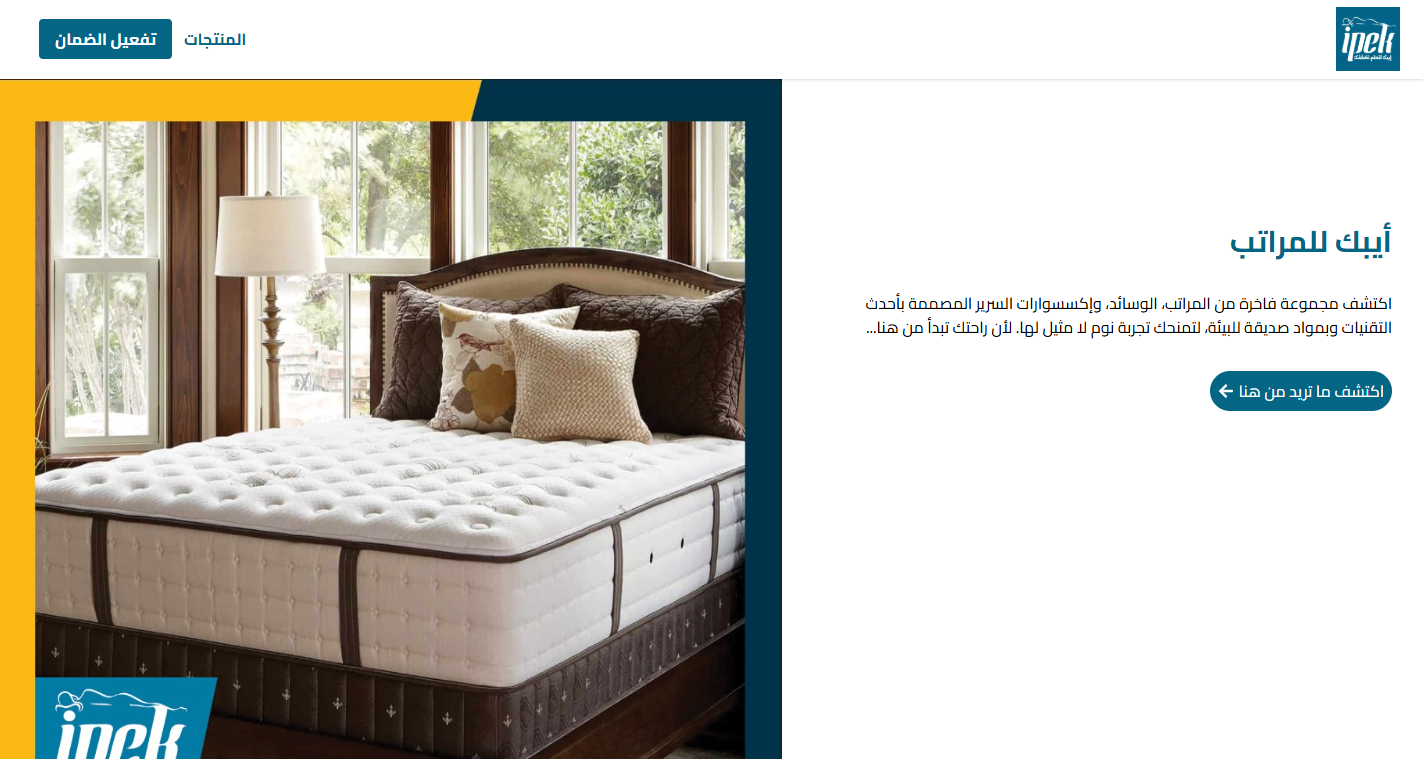 ipek
إيبك لتنعم بغفلتك
المنتجات
تفعيل الضمان
أيبك للمراتب
اكتشف مجموعة فاخرة من المراتب، الوسائد، وإكسسوارات السرير المصممة بأحدث
التقنيات وبمواد صديقة للبيئة، لتمنحك تجربة نوم لا مثيل لها. لأن راحتك تبدأ من هنا...
اكتشف ما تريد من هنا
ipek